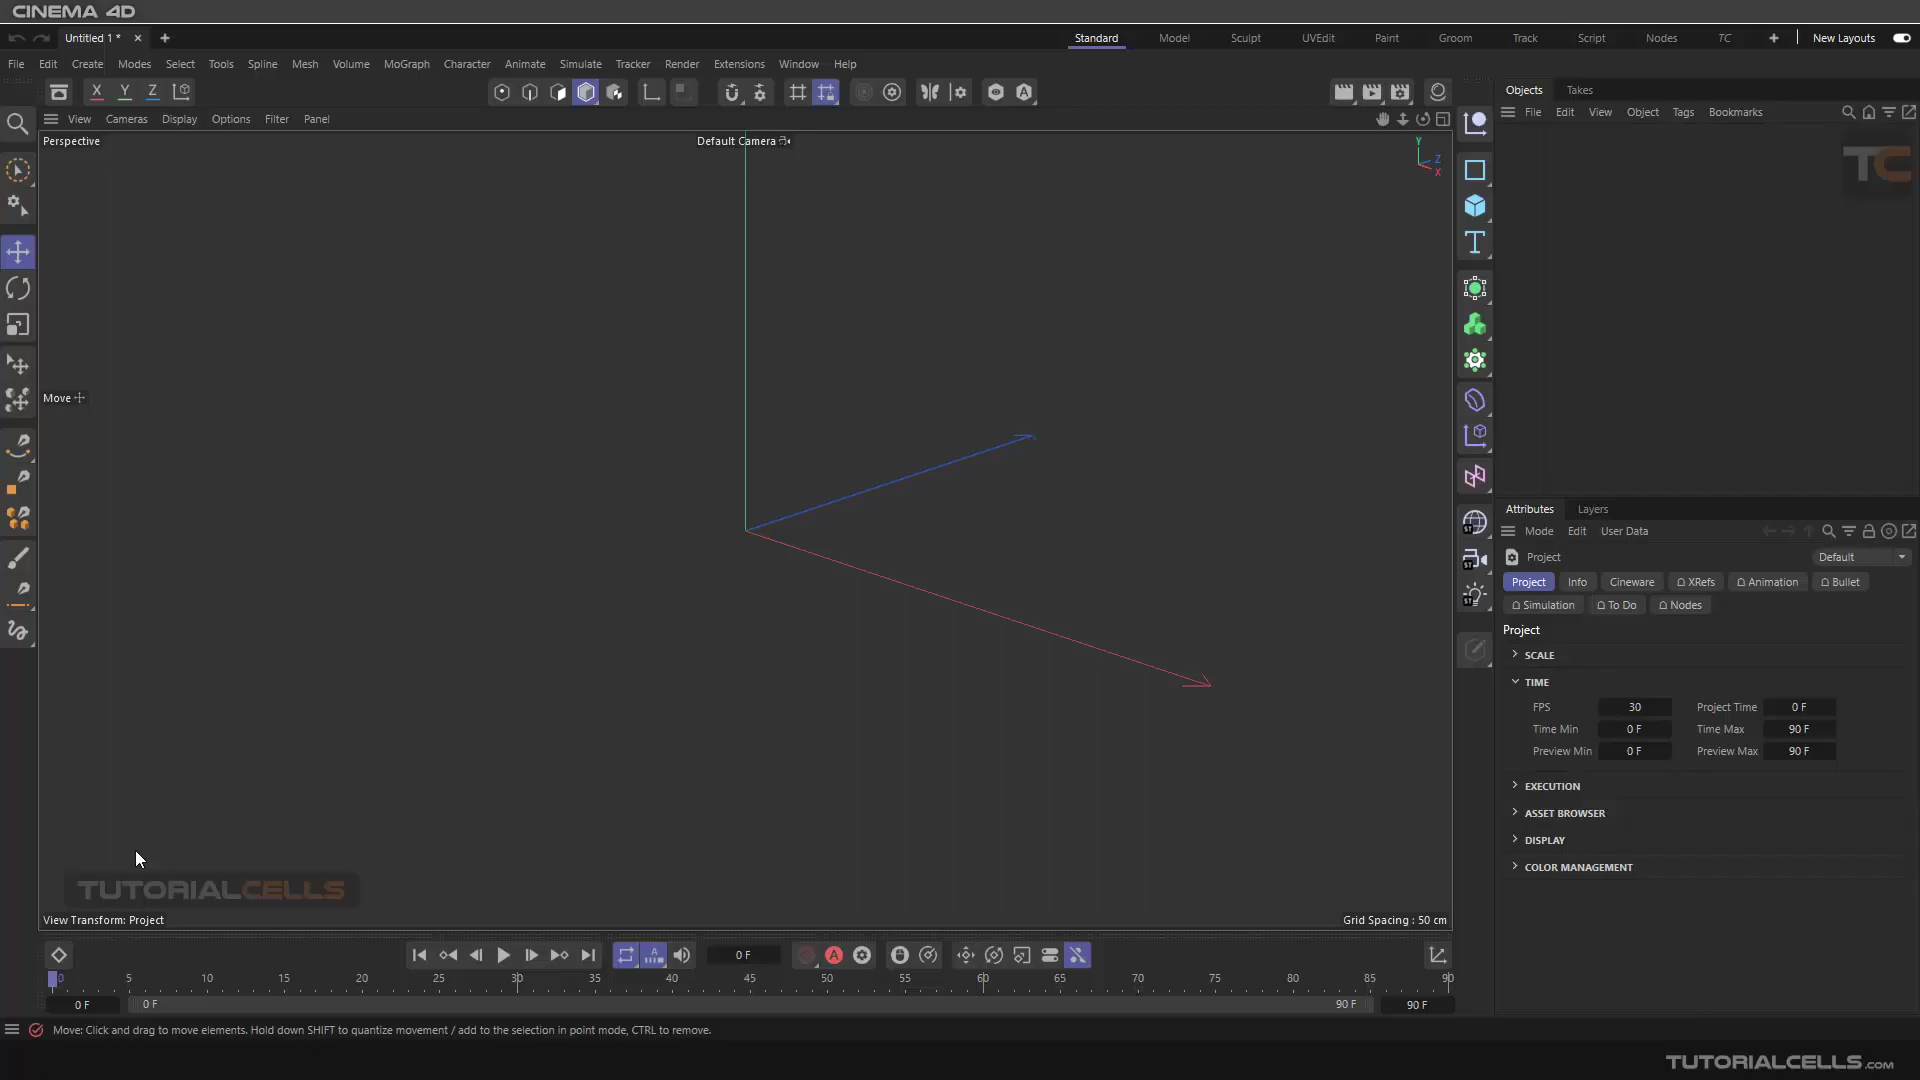 CINEMA 4D
Untitled 1 *
Standard Model Sculpt UVEdit Paint Groom Track Script Nodes TC New Layouts
File Edit Create Modes Select Tools Spline Mesh Volume MoGraph Character Animate Simulate Tracker Render Extensions Window Help
X Y Z
View Cameras Display Options Filter Panel
Perspective
Default Camera
Y
Z
X
Move
TUTORIALCELLS
View Transform: Project
Grid Spacing : 50 cm
Objects Takes
File Edit View Object Tags Bookmarks
TC
Attributes Layers
Mode Edit User Data
Project Default
Project Info Cineware XRefs Animation Bullet
Simulation To Do Nodes
Project
SCALE
TIME
FPS 30 Project Time 0 F
Time Min 0 F Time Max 90 F
Preview Min 0 F Preview Max 90 F
EXECUTION
ASSET BROWSER
DISPLAY
COLOR MANAGEMENT
0 F
0 5 10 15 20 25 30 35 40 45 50 55 60 65 70 75 80 85 90
0 F 0 F 90 F 90 F
Move: Click and drag to move elements. Hold down SHIFT to quantize movement / add to the selection in point mode, CTRL to remove.
TUTORIALCELLS.COM